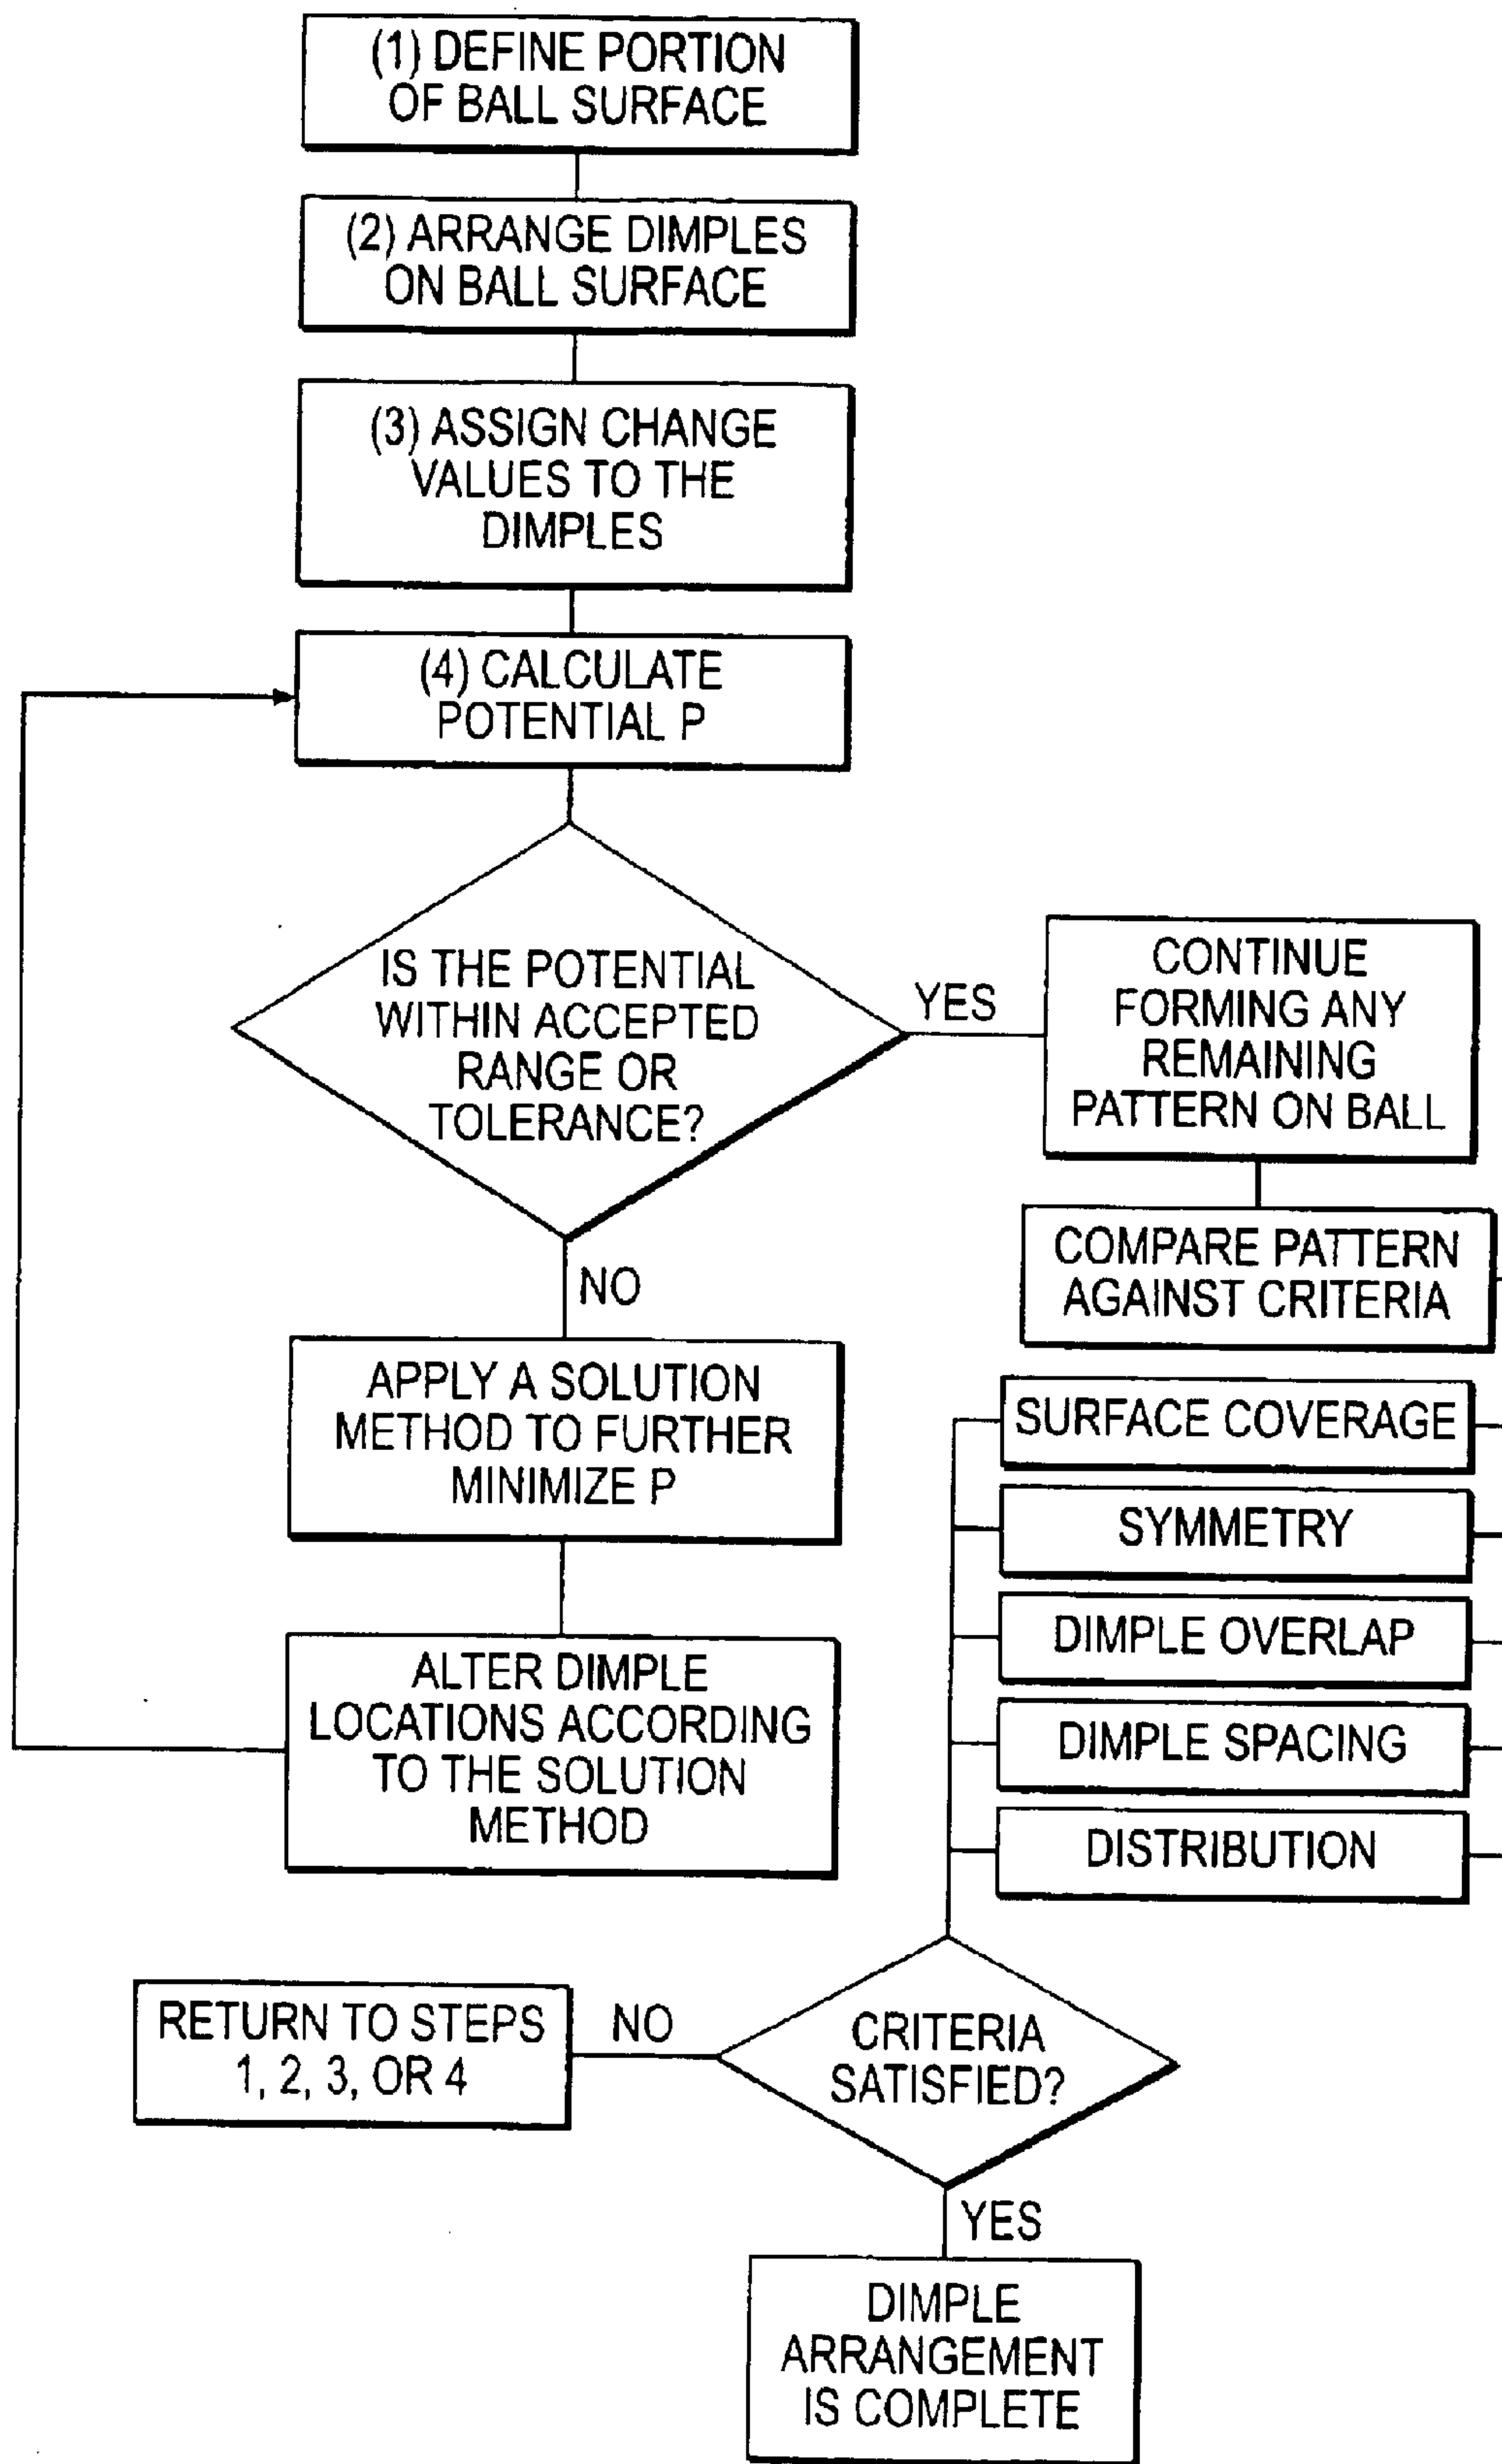 (1) DEFINE PORTION
OF BALL SURFACE
(2) ARRANGE DIMPLES
ON BALL SURFACE
(3) ASSIGN CHANGE
VALUES TO THE
DIMPLES
(4) CALCULATE
POTENTIAL P
IS THE POTENTIAL
WITHIN ACCEPTED
RANGE OR
TOLERANCE?
YES
CONTINUE
FORMING ANY
REMAINING
PATTERN ON BALL
COMPARE PATTERN
AGAINST CRITERIA
NO
APPLY A SOLUTION
METHOD TO FURTHER
MINIMIZE P
ALTER DIMPLE
LOCATIONS ACCORDING
TO THE SOLUTION
METHOD
SURFACE COVERAGE
SYMMETRY
DIMPLE OVERLAP
DIMPLE SPACING
DISTRIBUTION
CRITERIA
SATISFIED?
NO
RETURN TO STEPS
1, 2, 3, OR 4
YES
DIMPLE
ARRANGEMENT
IS COMPLETE